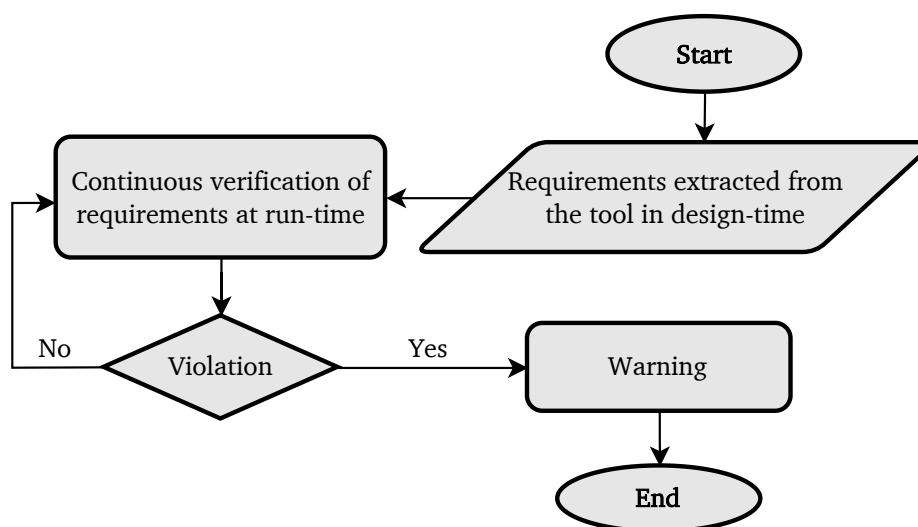 Start
Requirements extracted from
the tool in design-time
Continuous verification of
requirements at run-time
Violation
No
Yes
Warning
End